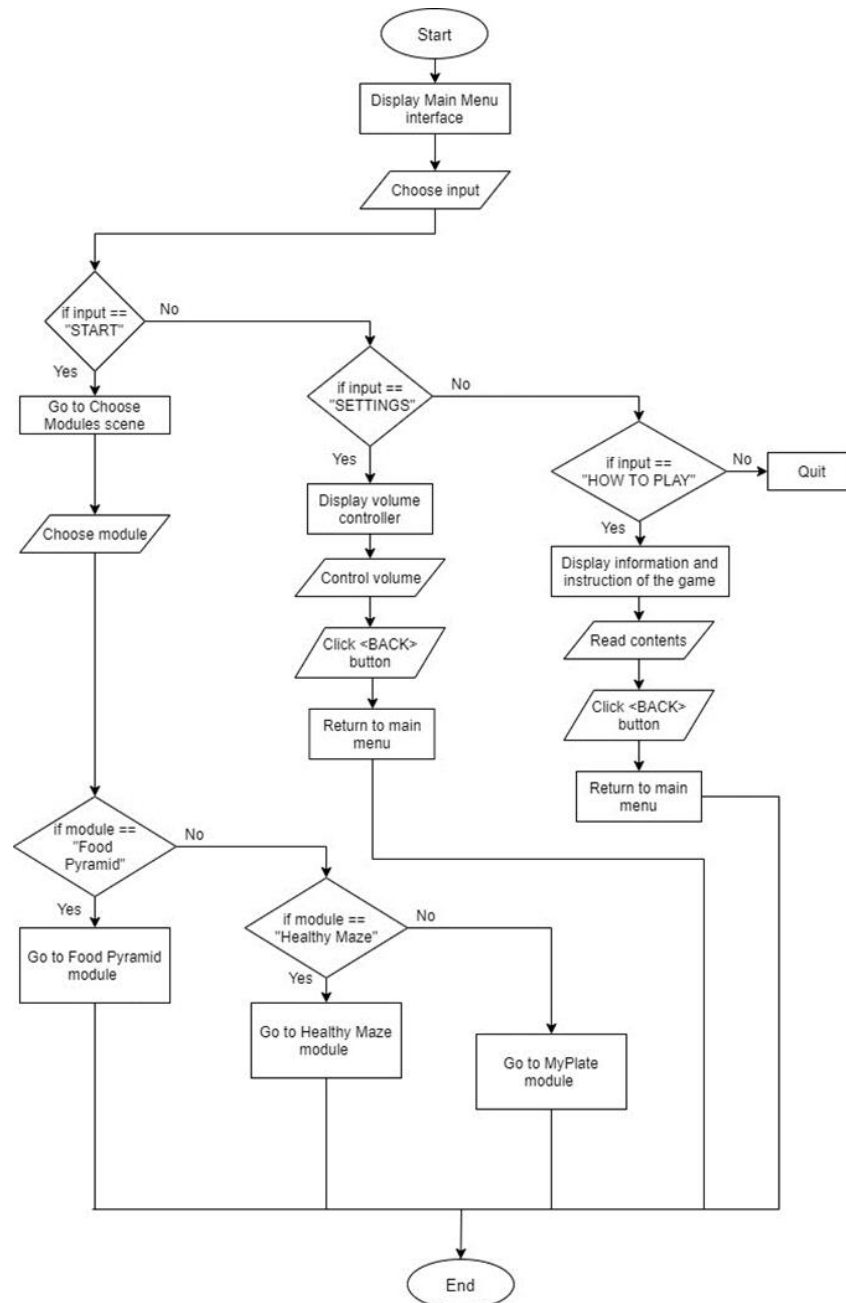 Start
Display Main Menu
interface
Choose input
if input ==
"START"
No
Yes
Go to Choose
Modules scene
Choose module
if input ==
"SETTINGS"
No
Yes
Display volume
controller
Control volume
Click <BACK>
button
Return to main
menu
if input ==
"HOW TO PLAY"
No
Quit
Yes
Display information and
instruction of the game
Read contents
Click <BACK>
button
Return to main
menu
if module ==
"Food
Pyramid"
No
Yes
Go to Food Pyramid
module
if module ==
"Healthy Maze"
No
Yes
Go to Healthy Maze
module
Go to MyPlate
module
End